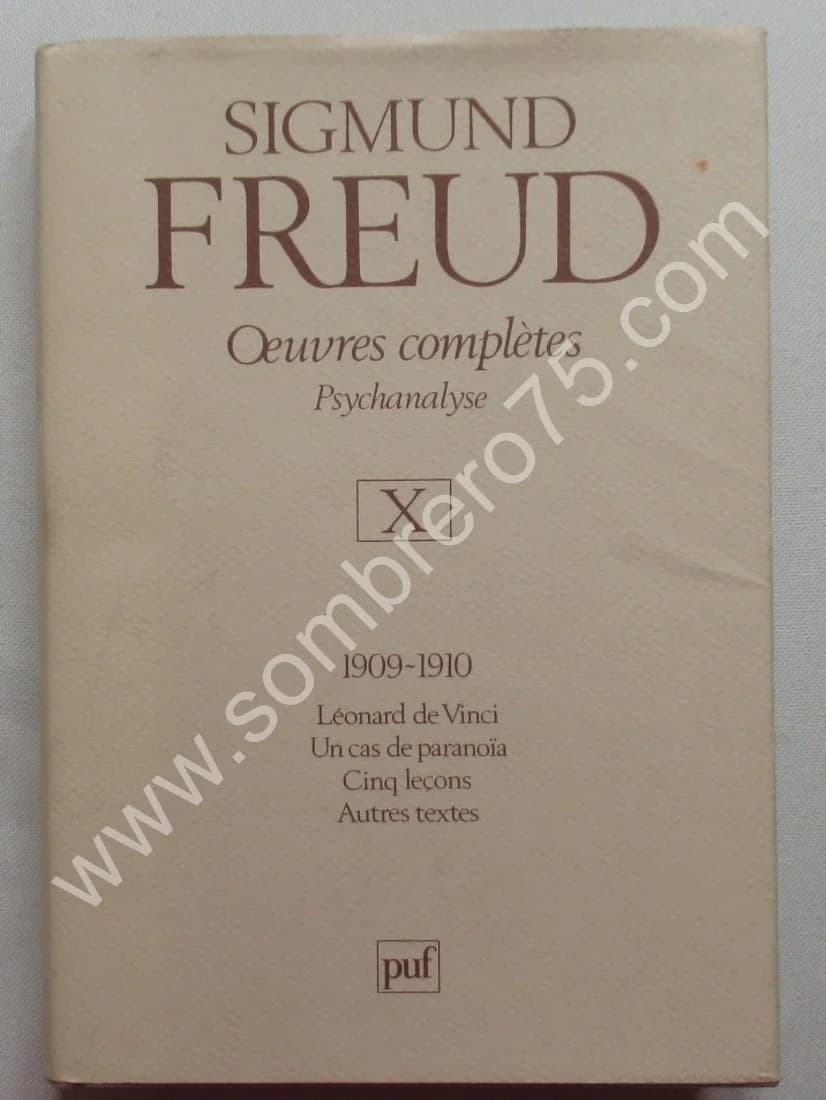 SIGMUND
FREUD
Œuvres complètes
Psychanalyse
X
1909-1910
Léonard de Vinci
Un cas de paranoïa
Cinq leçons
Autres textes
puf
www.sombrero75.com